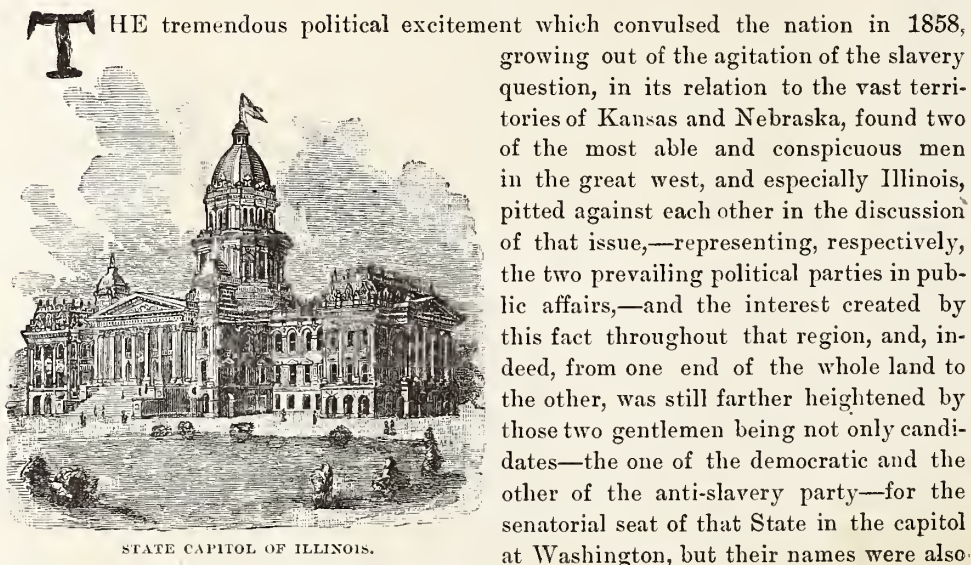 THE tremendous political excitement which convulsed the nation in 1858,
growing out of the agitation of the slavery
question, in its relation to the vast terri-
tories of Kansas and Nebraska, found two
of the most able and conspicuous men
in the great west, and especially Illinois,
pitted against each other in the discussion
of that issue,—representing, respectively,
the two prevailing political parties in pub-
lic affairs,—and the interest created by
this fact throughout that region, and, in-
deed, from one end of the whole land to
the other, was still farther heightened by
those two gentlemen being not only candi-
dates—the one of the democratic and the
other of the anti-slavery party—for the
senatorial seat of that State in the capitol
at Washington, but their names were also
STATE CAPITOL OF ILLINOIS.